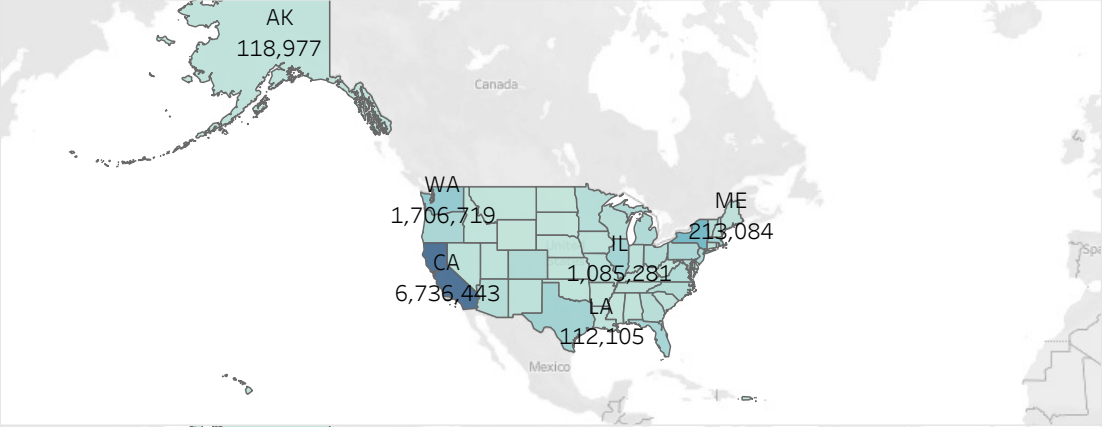 AK
118,977
Canada
WA
1,706,719
ME
213,084
IL
1,085,281
CA
6,736,443
LA
112,105
Mexico